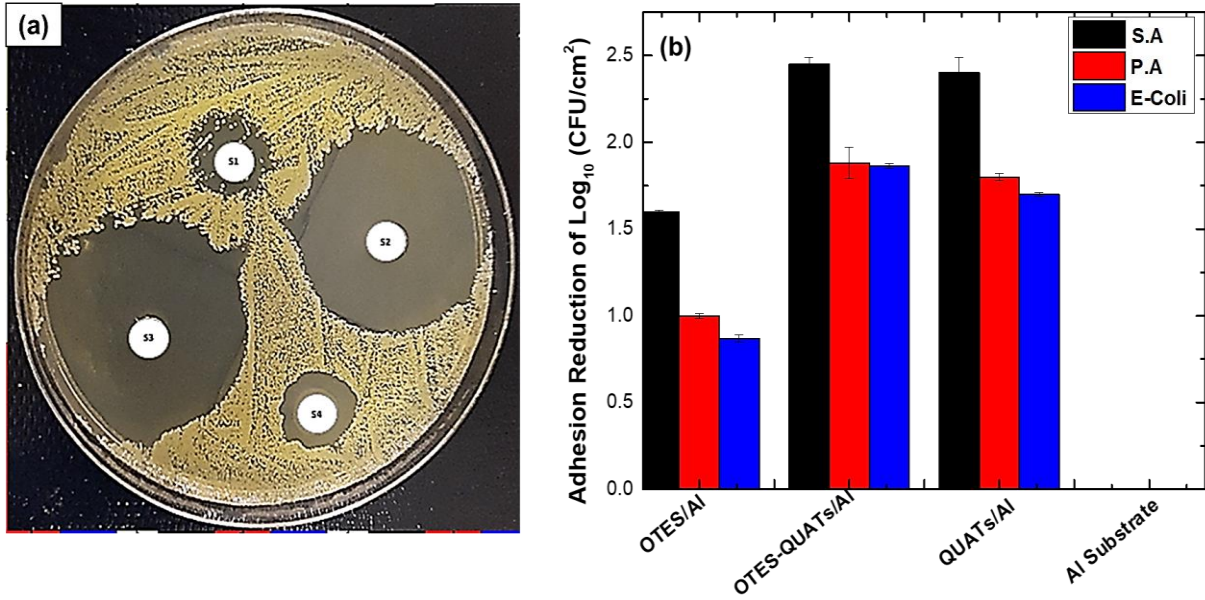 (a)
S1
S2
S3
S4
(b)
S.A
P.A
E-Coli
Adhesion Reduction of Log₁₀ (CFU/cm²)
2.5
2.0
1.5
1.0
0.5
0.0
OTES/Al
OTES-QUATs/Al
QUATs/Al
Al Substrate